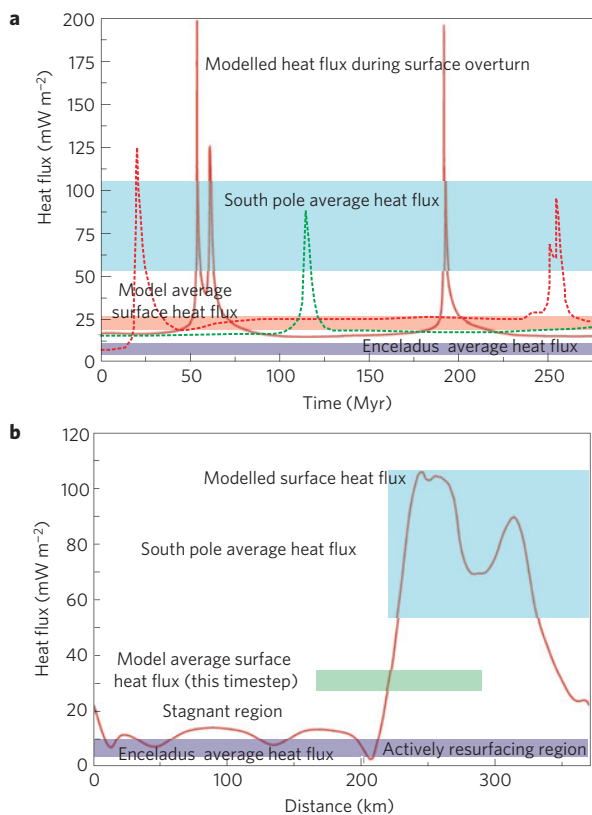 a
200
175
150
125
100
75
50
25
0
Heat flux (mW m⁻²)
Modelled heat flux during surface overturn
South pole average heat flux
Model average
surface heat flux
Enceladus average heat flux
0 50 100 150 200 250
Time (Myr)
b
120
100
80
60
40
20
0
Heat flux (mW m⁻²)
Modelled surface heat flux
South pole average heat flux
Model average surface
heat flux (this timestep)
Stagnant region
Enceladus average heat flux
Actively resurfacing region
0 100 200 300
Distance (km)